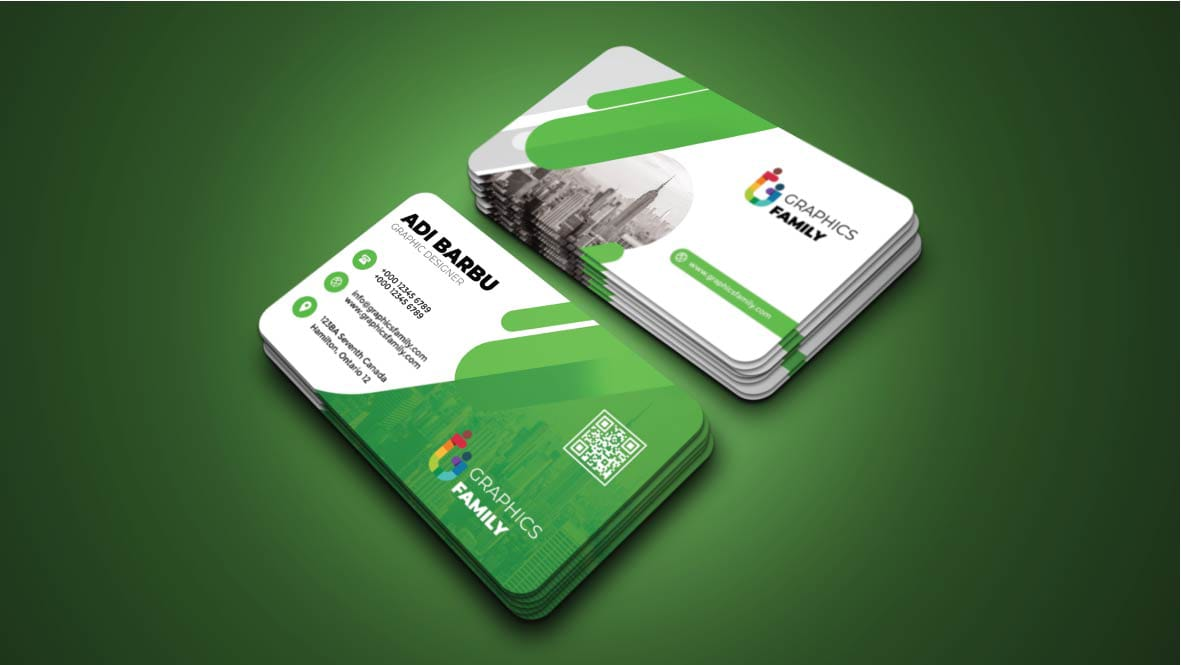 ADI BARBU
GRAPHIC DESIGNER
+000 12345 6789
+000 12345 6789
info@graphicsfamily.com
www.graphicsfamily.com
123BA Seventh Canada
Hamilton, Ontario 12
GRAPHICS
FAMILY
GRAPHICS
FAMILY
www.graphicsfamily.com